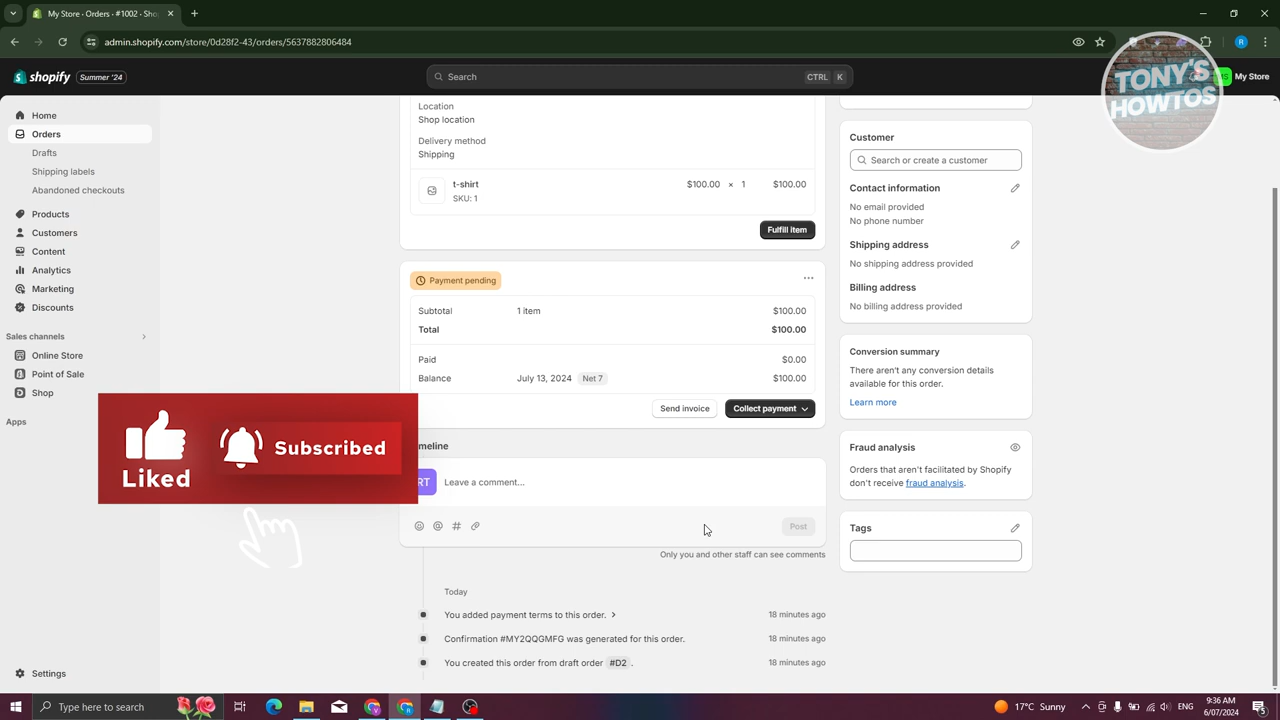 My Store - Orders - #1002 · Shop
admin.shopify.com/store/0d28f2-43/orders/5637882806484
R
shopify
Summer '24
Search
CTRL
K
My Store
TONY'S
HOWTOS
Home
Orders
Drafts
Shipping labels
Abandoned checkouts
Products
Customers
Content
Analytics
Marketing
Discounts
Sales channels
Online Store
Point of Sale
Shop
Apps
Settings
Location
Shop location
Delivery method
Shipping
t-shirt $100.00 × 1 $100.00
SKU: 1
Fulfill item
Payment pending
Subtotal 1 item $100.00
Total $100.00
Paid $0.00
Balance July 13, 2024 Net 7 $100.00
Send invoice
Collect payment
Liked
Subscribed
meline
RT
Leave a comment...
Post
Only you and other staff can see comments
Today
You added payment terms to this order. 18 minutes ago
Confirmation #MY2QQGMFG was generated for this order. 18 minutes ago
You created this order from draft order #D2 . 18 minutes ago
Customer
Search or create a customer
Contact information
No email provided
No phone number
Shipping address
No shipping address provided
Billing address
No billing address provided
Conversion summary
There aren't any conversion details
available for this order.
Learn more
Fraud analysis
Orders that aren't facilitated by Shopify
don't receive fraud analysis.
Tags
Type here to search
17°C Sunny
ENG
9:36 AM
6/07/2024